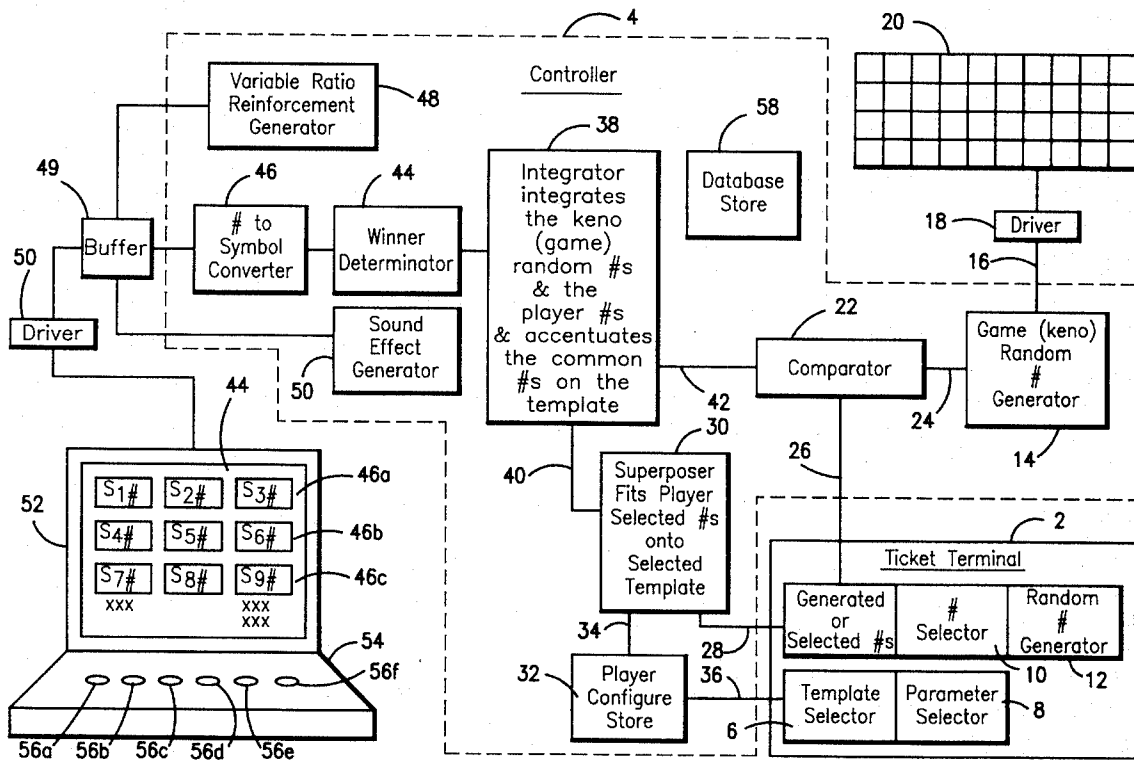 4
20
Variable Ratio
Reinforcement
Generator
48
Controller
38
58
49
46
44
Integrator
integrates
the keno
(game)
random #s
& the
player #s
& accentuates
the common
#s on the
template
Database
Store
18
Driver
16
Buffer
# to
Symbol
Converter
Winner
Determinator
50
Driver
Sound
Effect
Generator
50
22
Comparator
Game (keno)
Random
#
Generator
42
24
14
44
30
26
40
Superposer
Fits Player
Selected #s
onto
Selected
Template
52
S1# S2# S3#
46a
S4# S5# S6#
46b
S7# S8# S9#
46c
xxx xxx
xxx
2
Ticket Terminal
Generated
or
Selected #s
#
Selector
Random
#
Generator
34
28
10
12
54
56f
32
Player
Configure
Store
36
Template
Selector
Parameter
Selector
6
8
56a 56b 56c 56d 56e